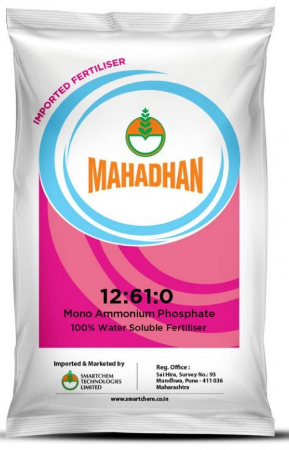 IMPORTED FERTILISER
MAHADHAN
12:61:0
Mono Ammonium Phosphate
100% Water Soluble Fertiliser
Imported & Marketed by
SMARTCHEM
TECHNOLOGIES
LIMITED
Reg. Office :
Sai Hira, Survey No.: 93
Mundhwa, Pune - 411 036
Maharashtra
www.smartchem.co.in